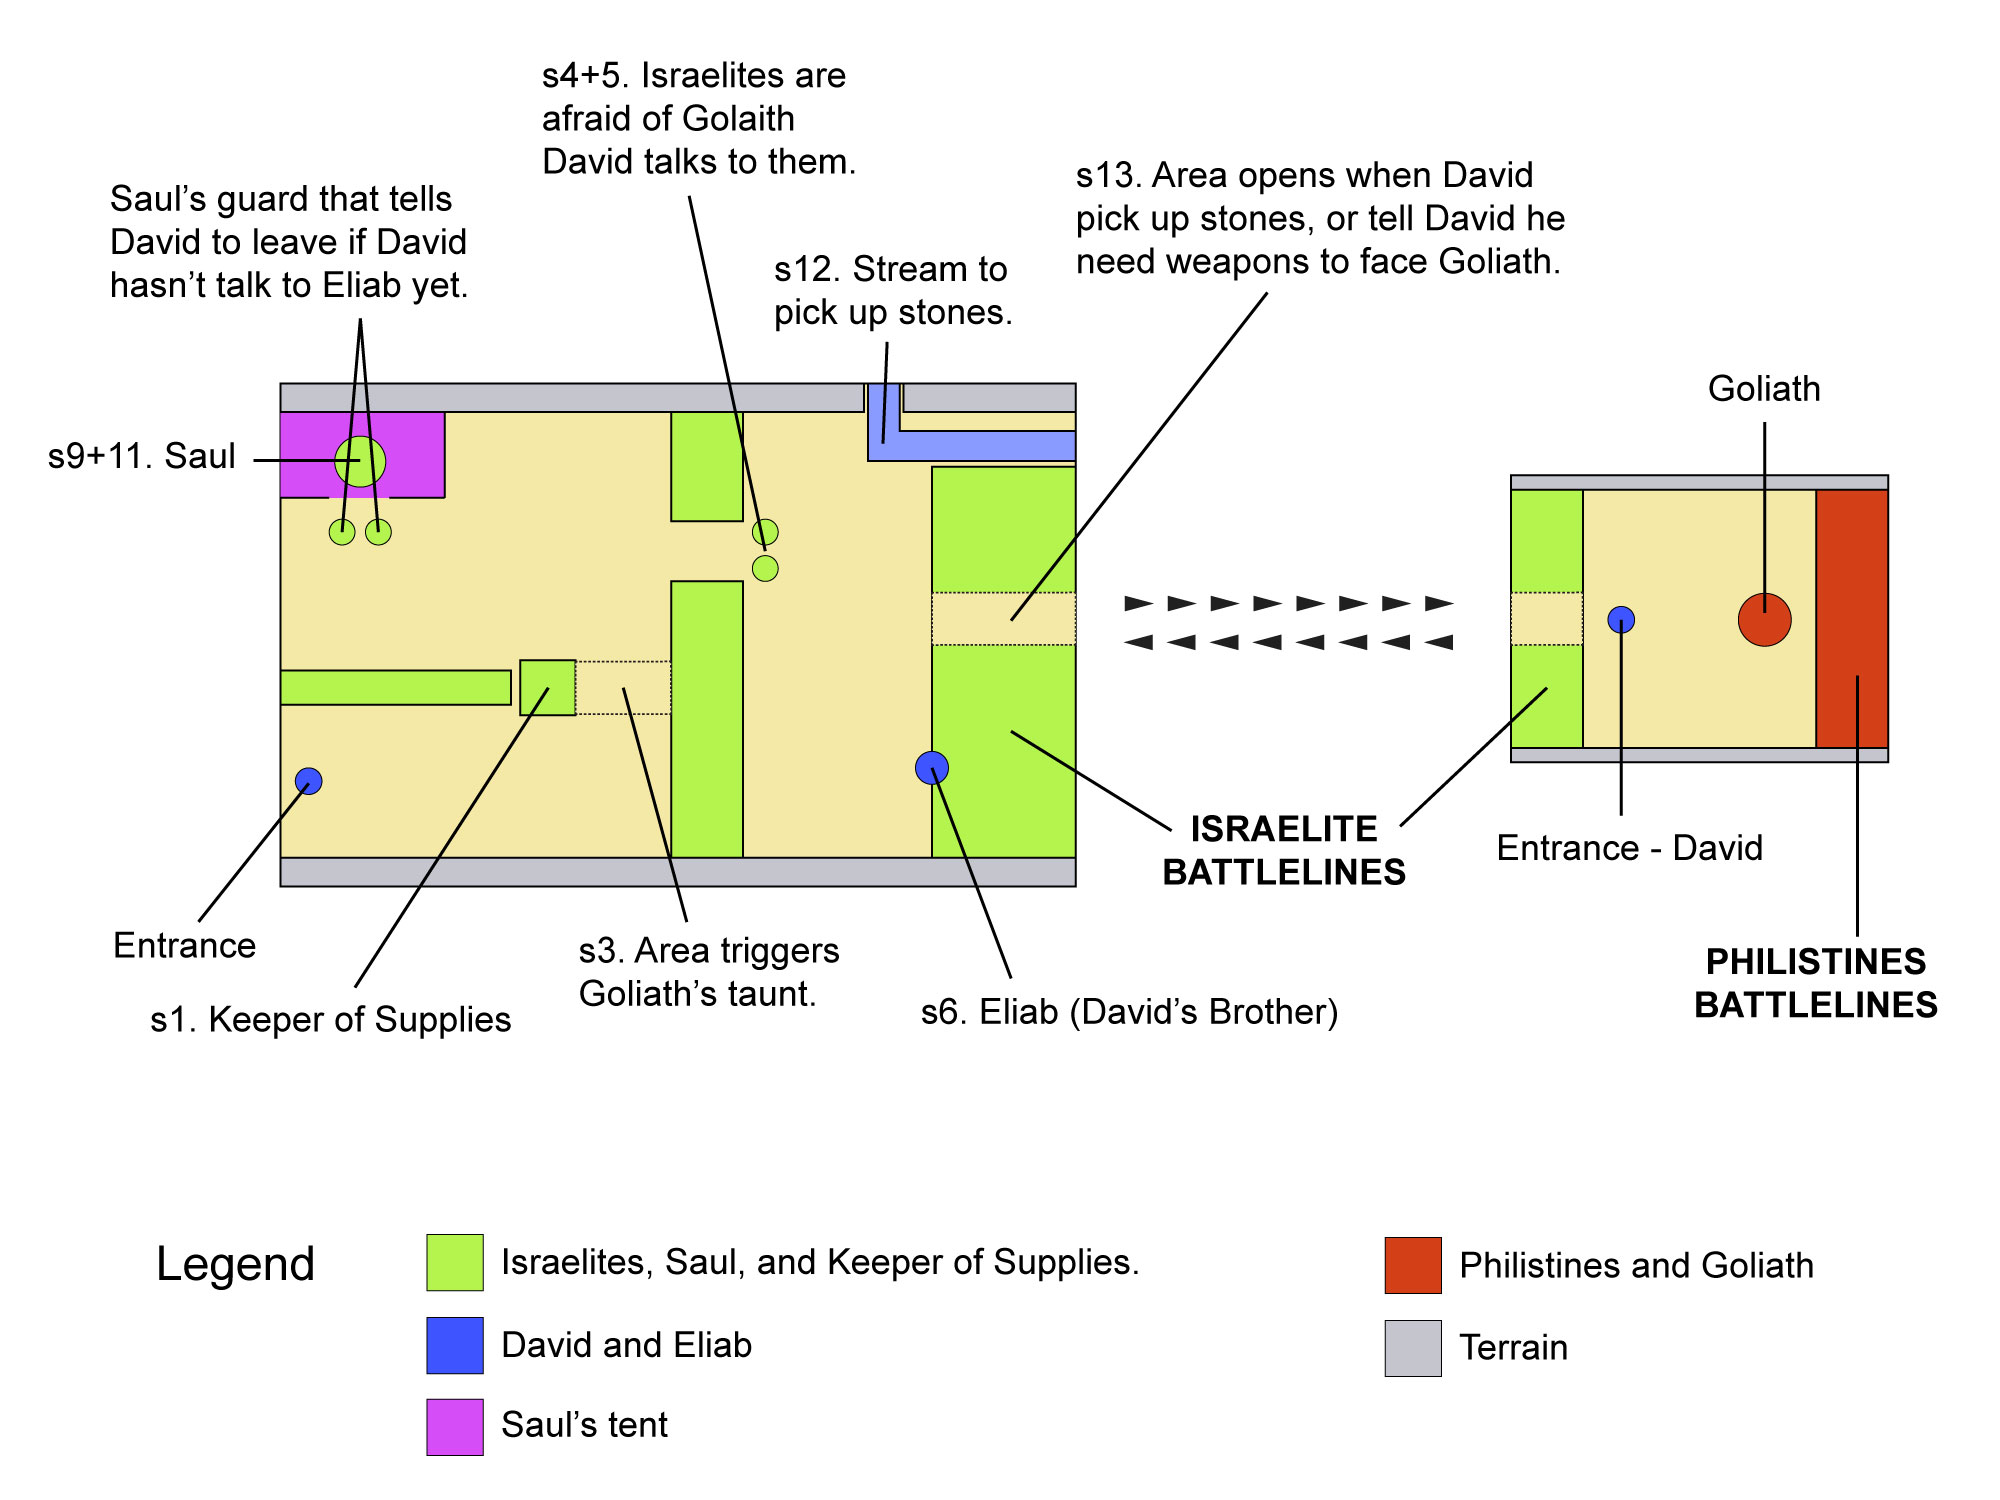 s4+5. Israelites are
afraid of Golaith
David talks to them.
Saul’s guard that tells
David to leave if David
hasn’t talk to Eliab yet.
s12. Stream to
pick up stones.
s13. Area opens when David
pick up stones, or tell David he
need weapons to face Goliath.
Goliath
s9+11. Saul
ISRAELITE
BATTLELINES
Entrance - David
Entrance
s3. Area triggers
Goliath’s taunt.
s1. Keeper of Supplies
s6. Eliab (David’s Brother)
PHILISTINES
BATTLELINES
Legend
Israelites, Saul, and Keeper of Supplies.
David and Eliab
Saul’s tent
Philistines and Goliath
Terrain